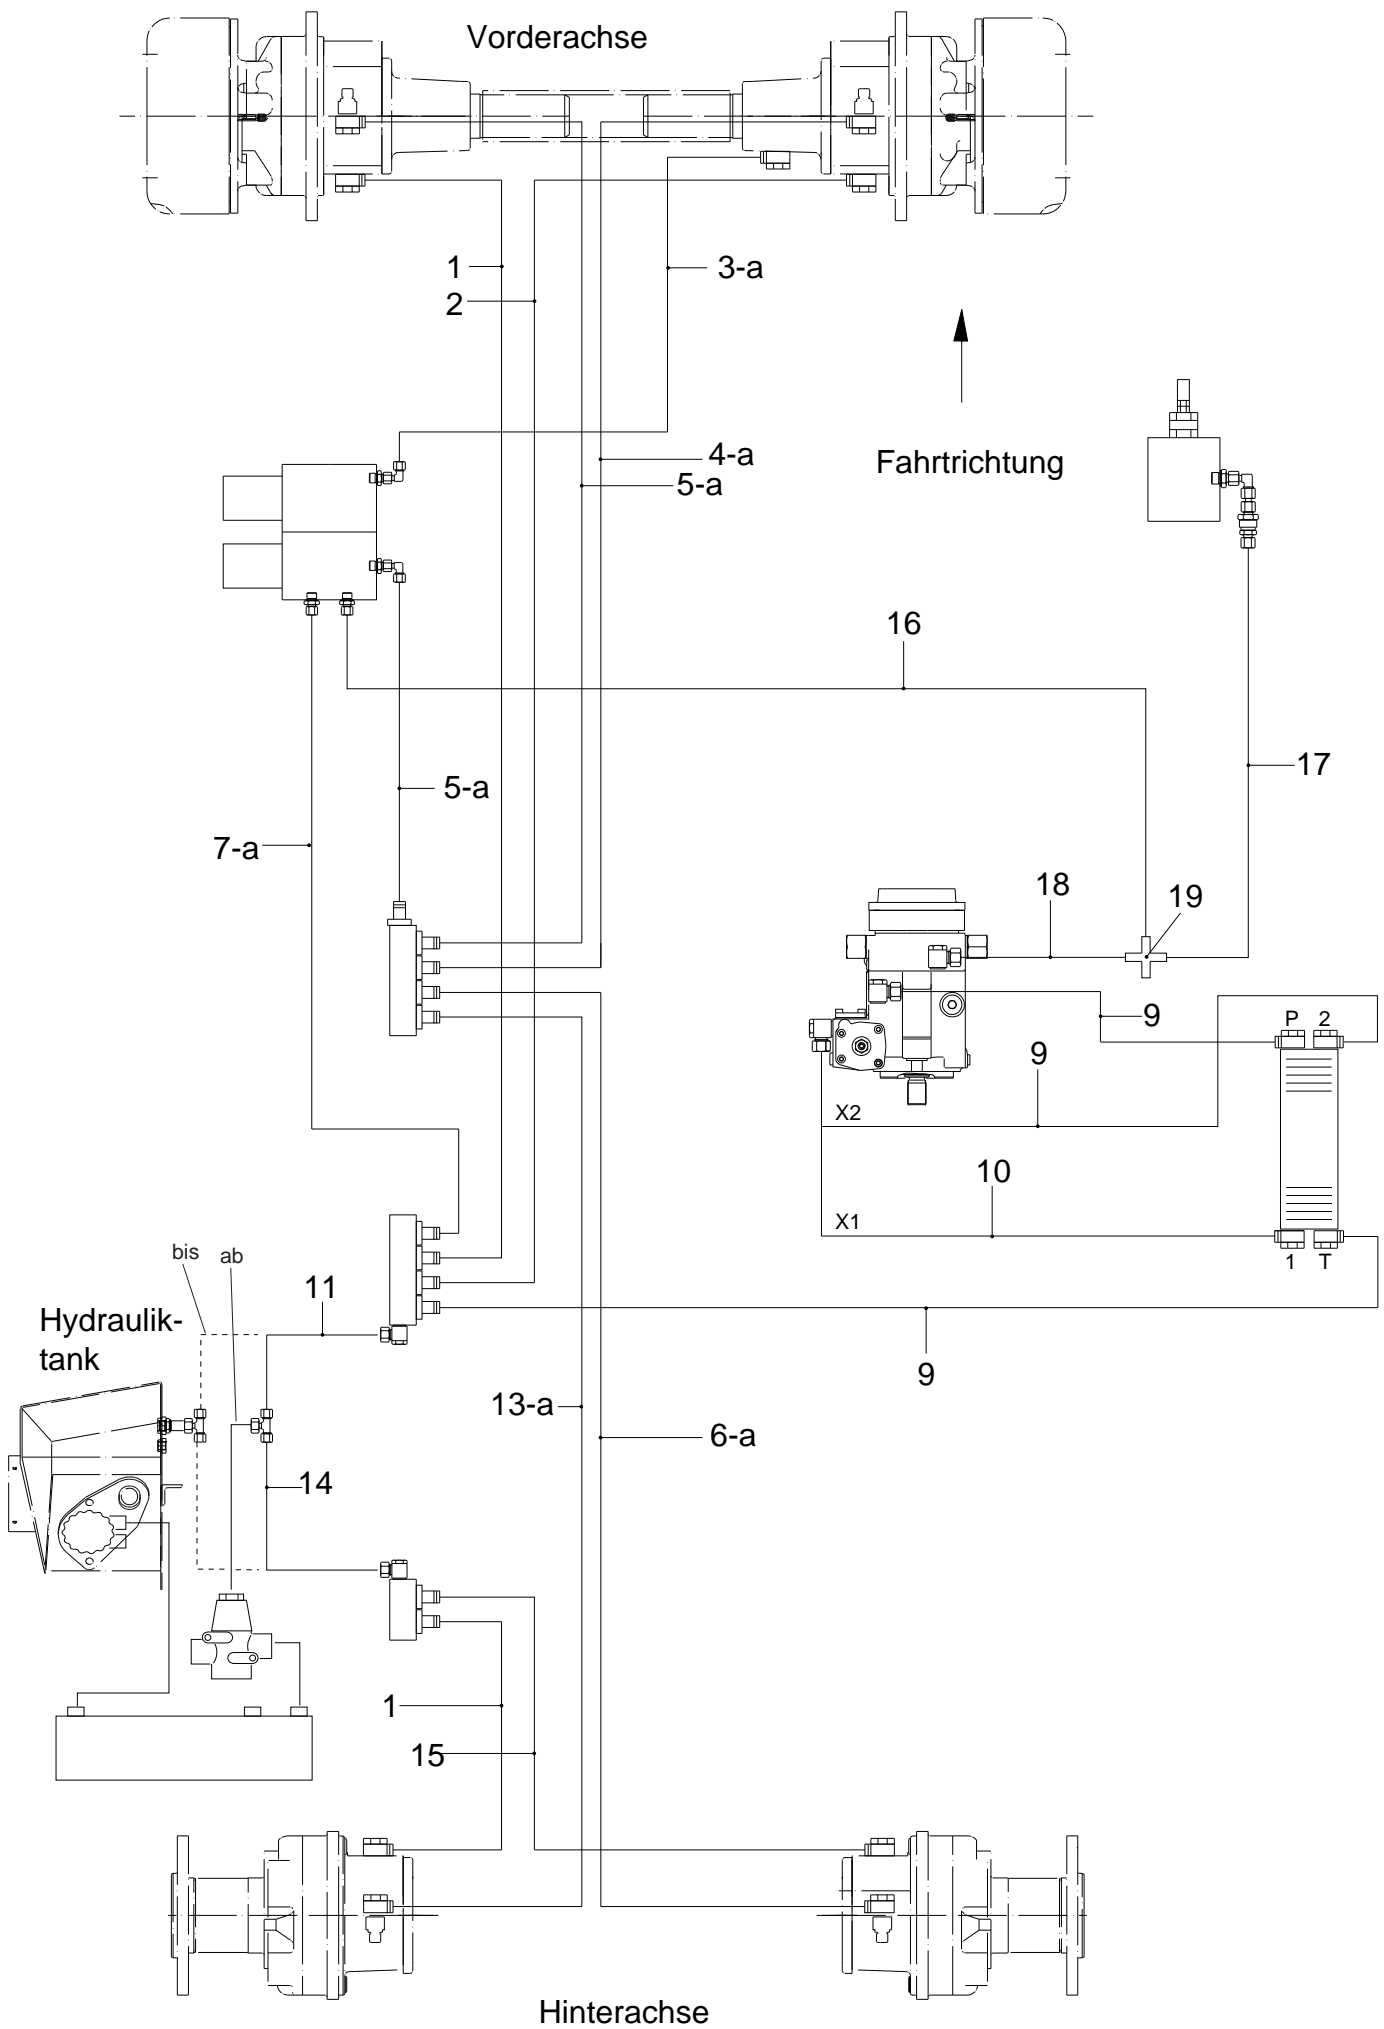 Vorderachse
1
3-a
2
4-a
Fahrtrichtung
5-a
16
17
5-a
7-a
18
19
9
P 2
9
X2
10
X1
bis
ab
1 T
11
Hydraulik-
tank
9
13-a
6-a
14
1
15
Hinterachse